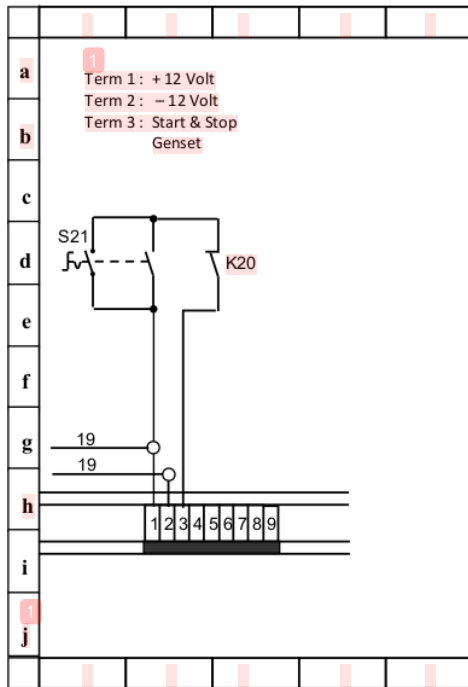 a
1
Term 1 : + 12 Volt
Term 2 : – 12 Volt
Term 3 : Start & Stop
Genset
b
c
S21
d
K20
e
f
g
19
19
h
1 2 3 4 5 6 7 8 9
i
1
j